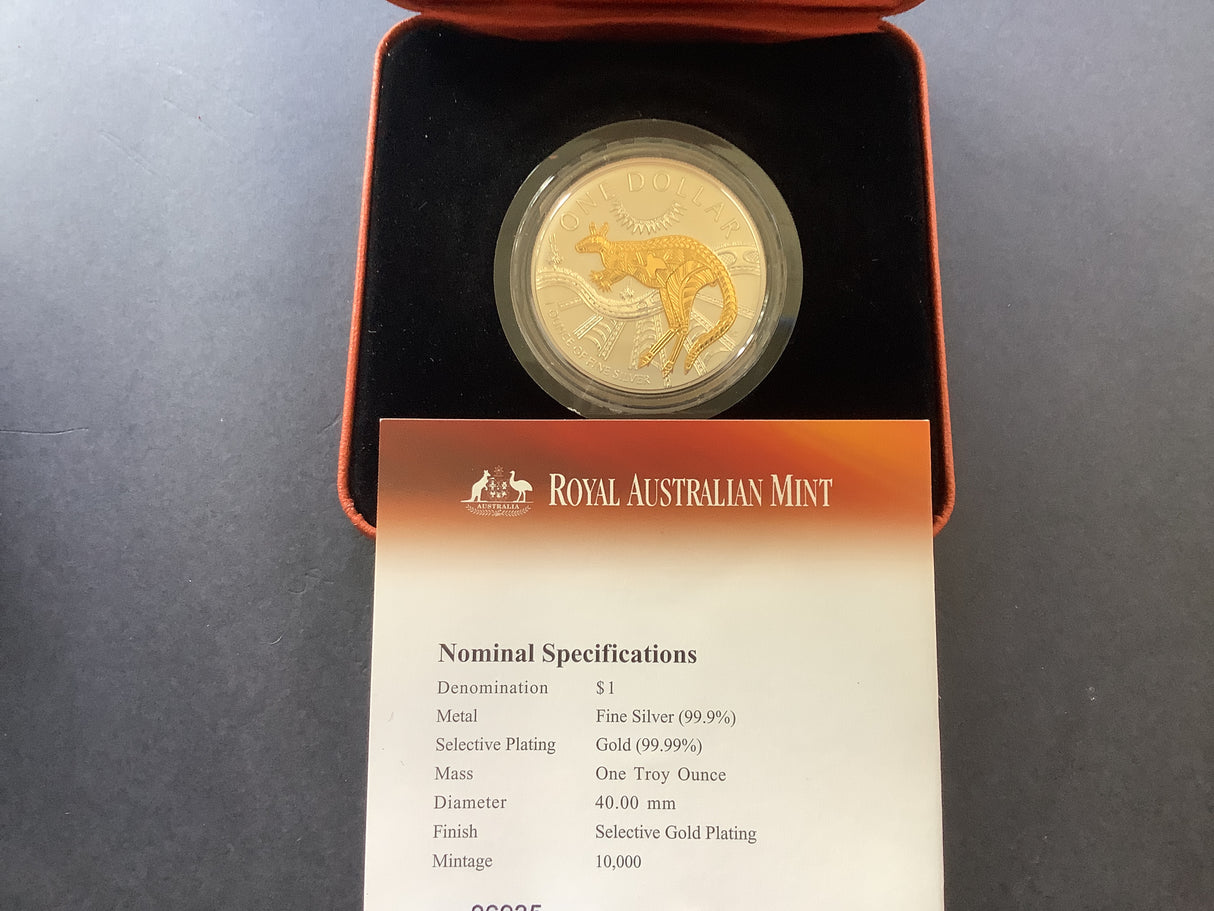 ONE DOLLAR
1 OUNCE OF FINE SILVER
AUSTRALIA
ROYAL AUSTRALIAN MINT
Nominal Specifications
Denomination $1
Metal Fine Silver (99.9%)
Selective Plating Gold (99.99%)
Mass One Troy Ounce
Diameter 40.00 mm
Finish Selective Gold Plating
Mintage 10,000